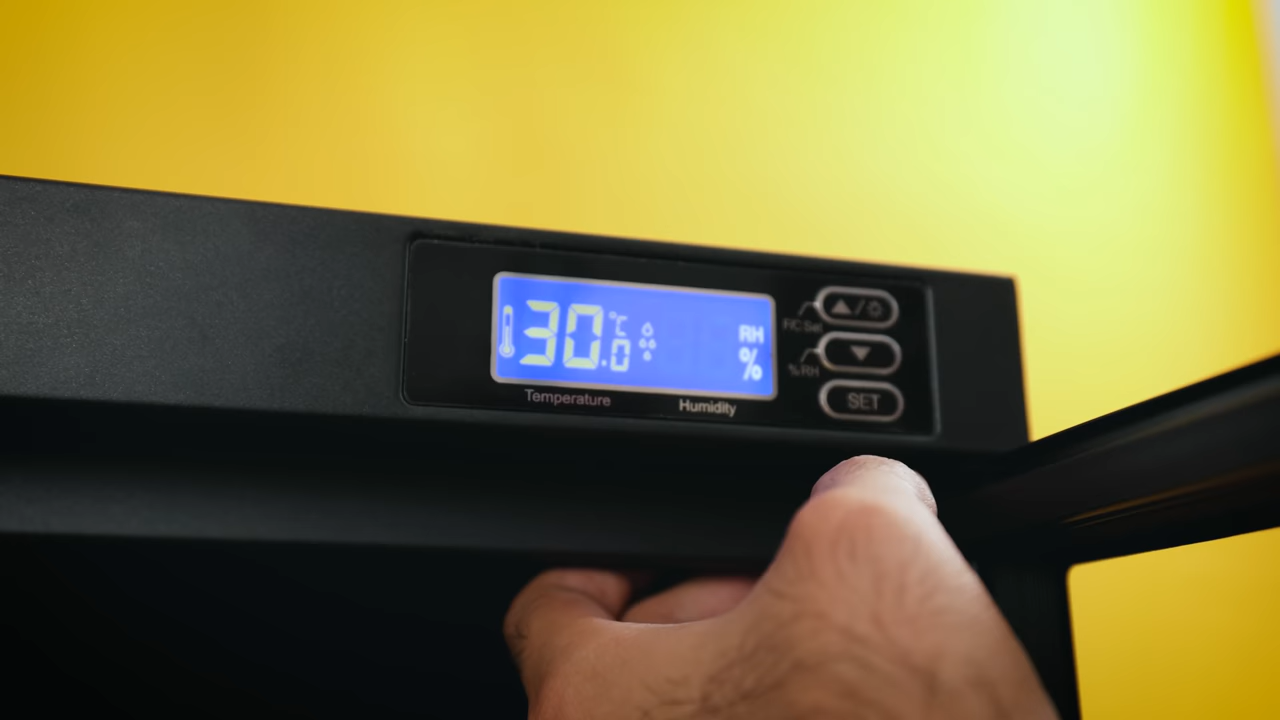 30.0 °C
RH
%
Temperature
Humidity
F/C Set
% RH
SET